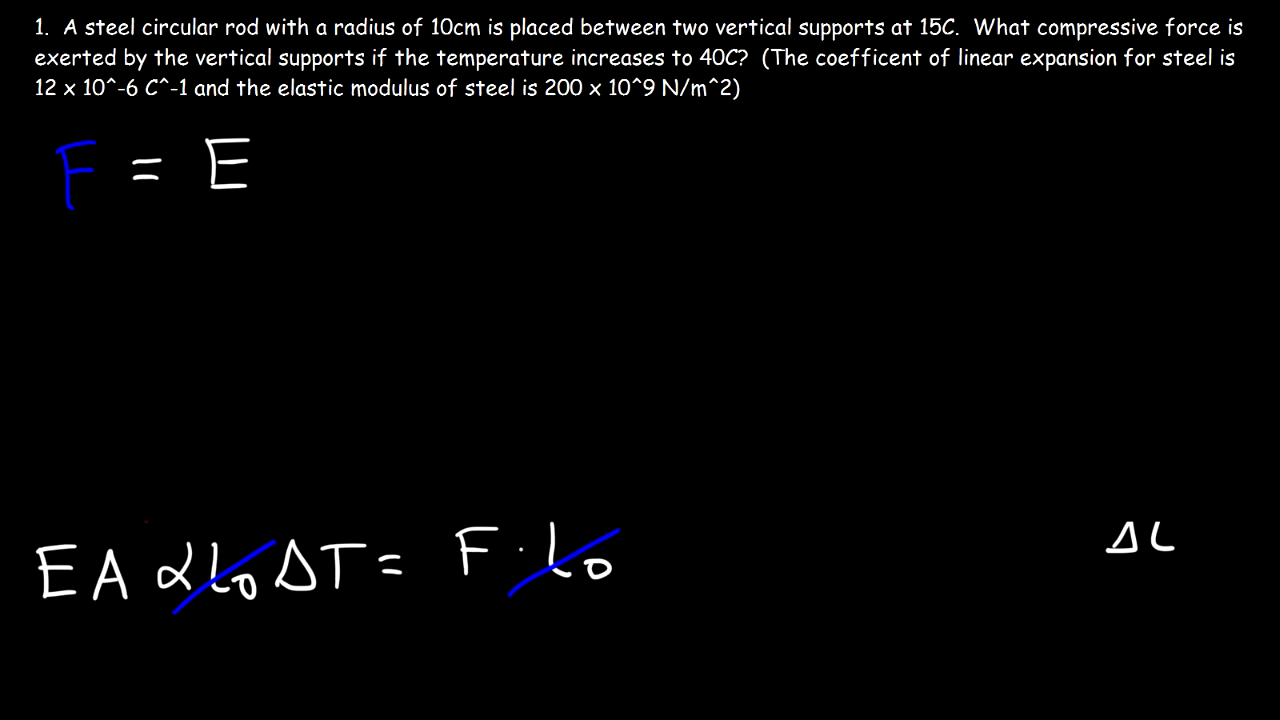 1. A steel circular rod with a radius of 10cm is placed between two vertical supports at 15C. What compressive force is
exerted by the vertical supports if the temperature increases to 40C? (The coefficent of linear expansion for steel is
12 x 10^-6 C^-1 and the elastic modulus of steel is 200 x 10^9 N/m^2)
F = E
EA αL₀ΔT = F · L₀
ΔL